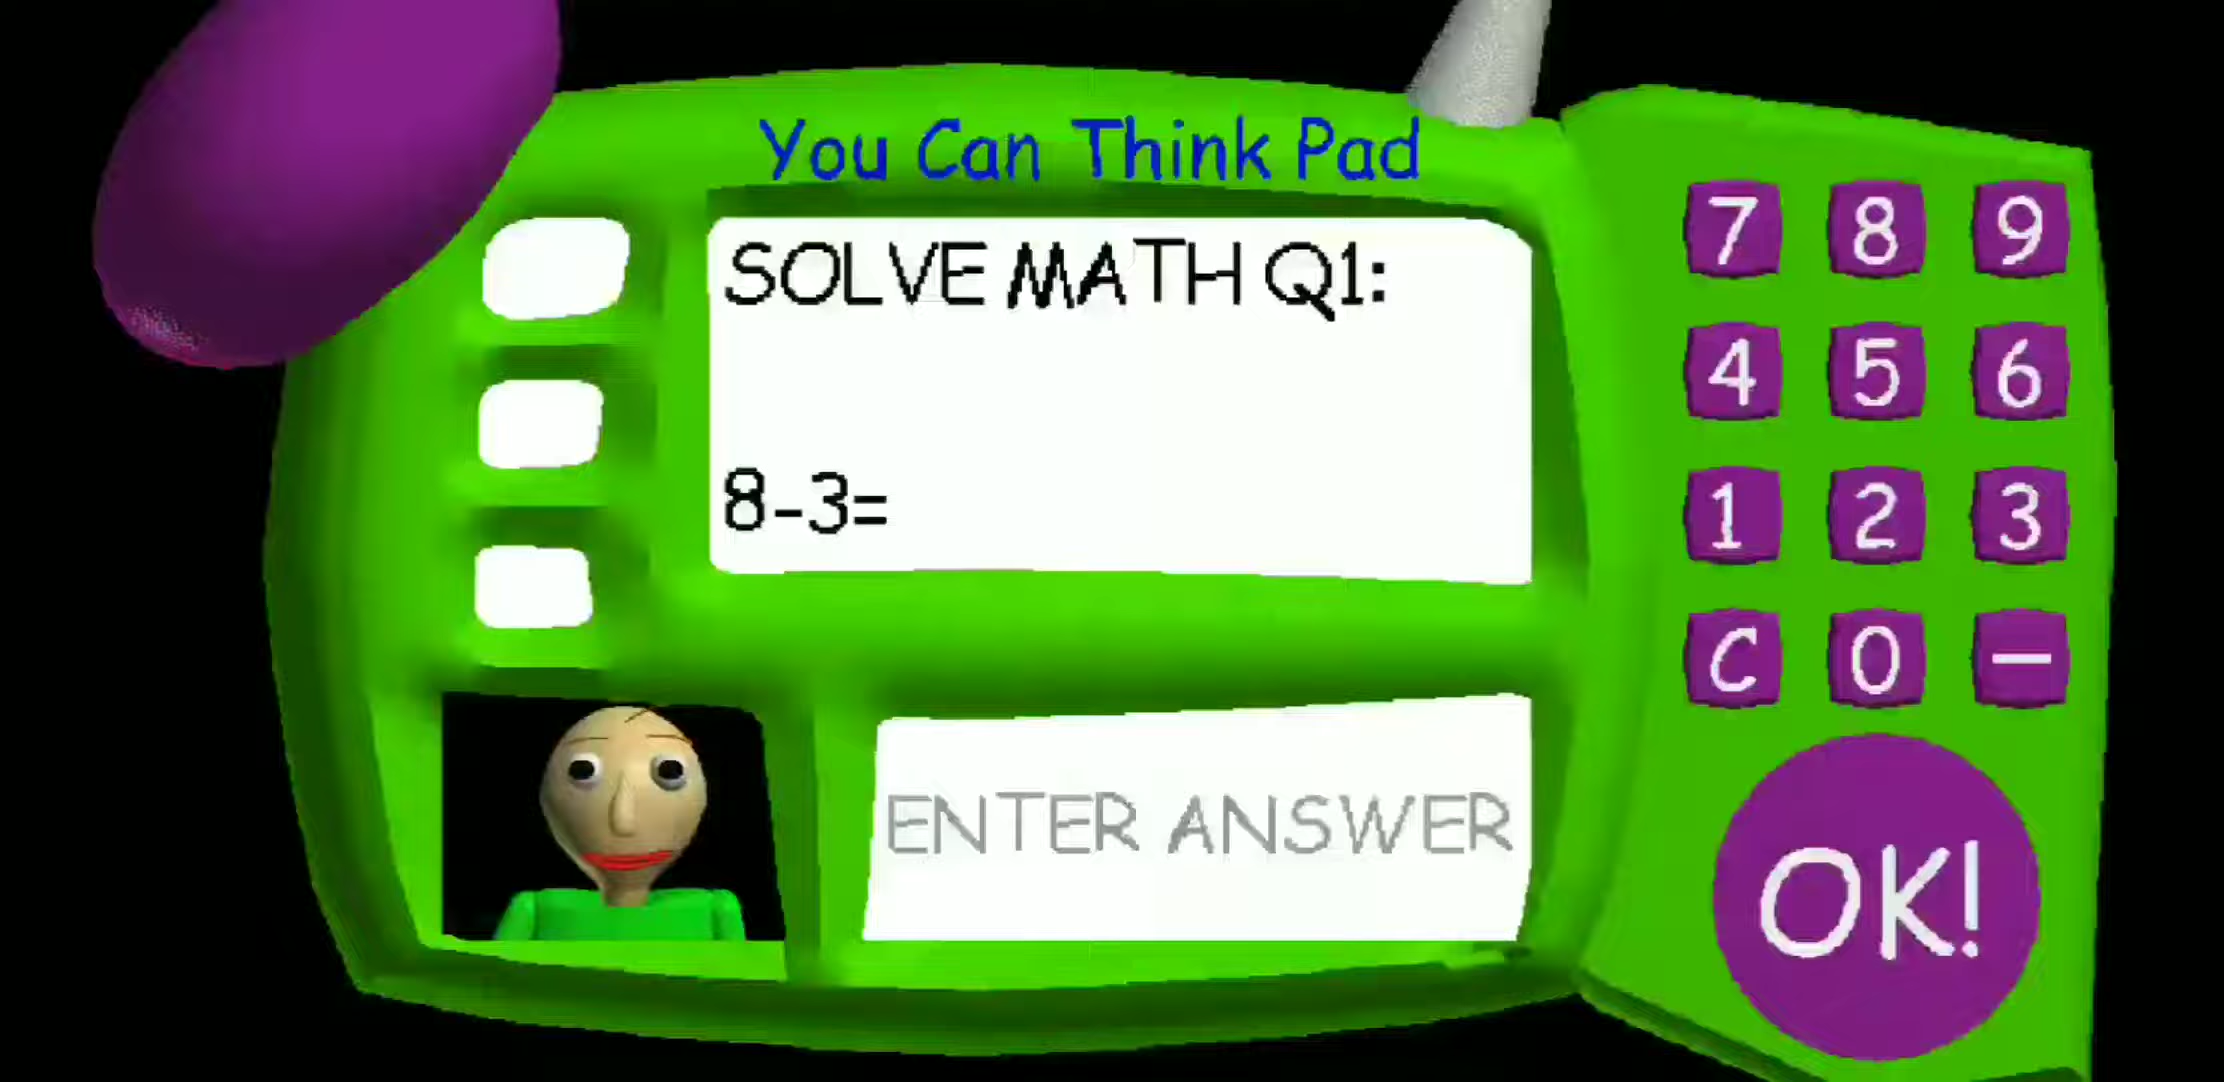 You Can Think Pad
SOLVE MATH Q1:
8-3=
7 8 9
4 5 6
1 2 3
C 0 —
ENTER ANSWER
OK!